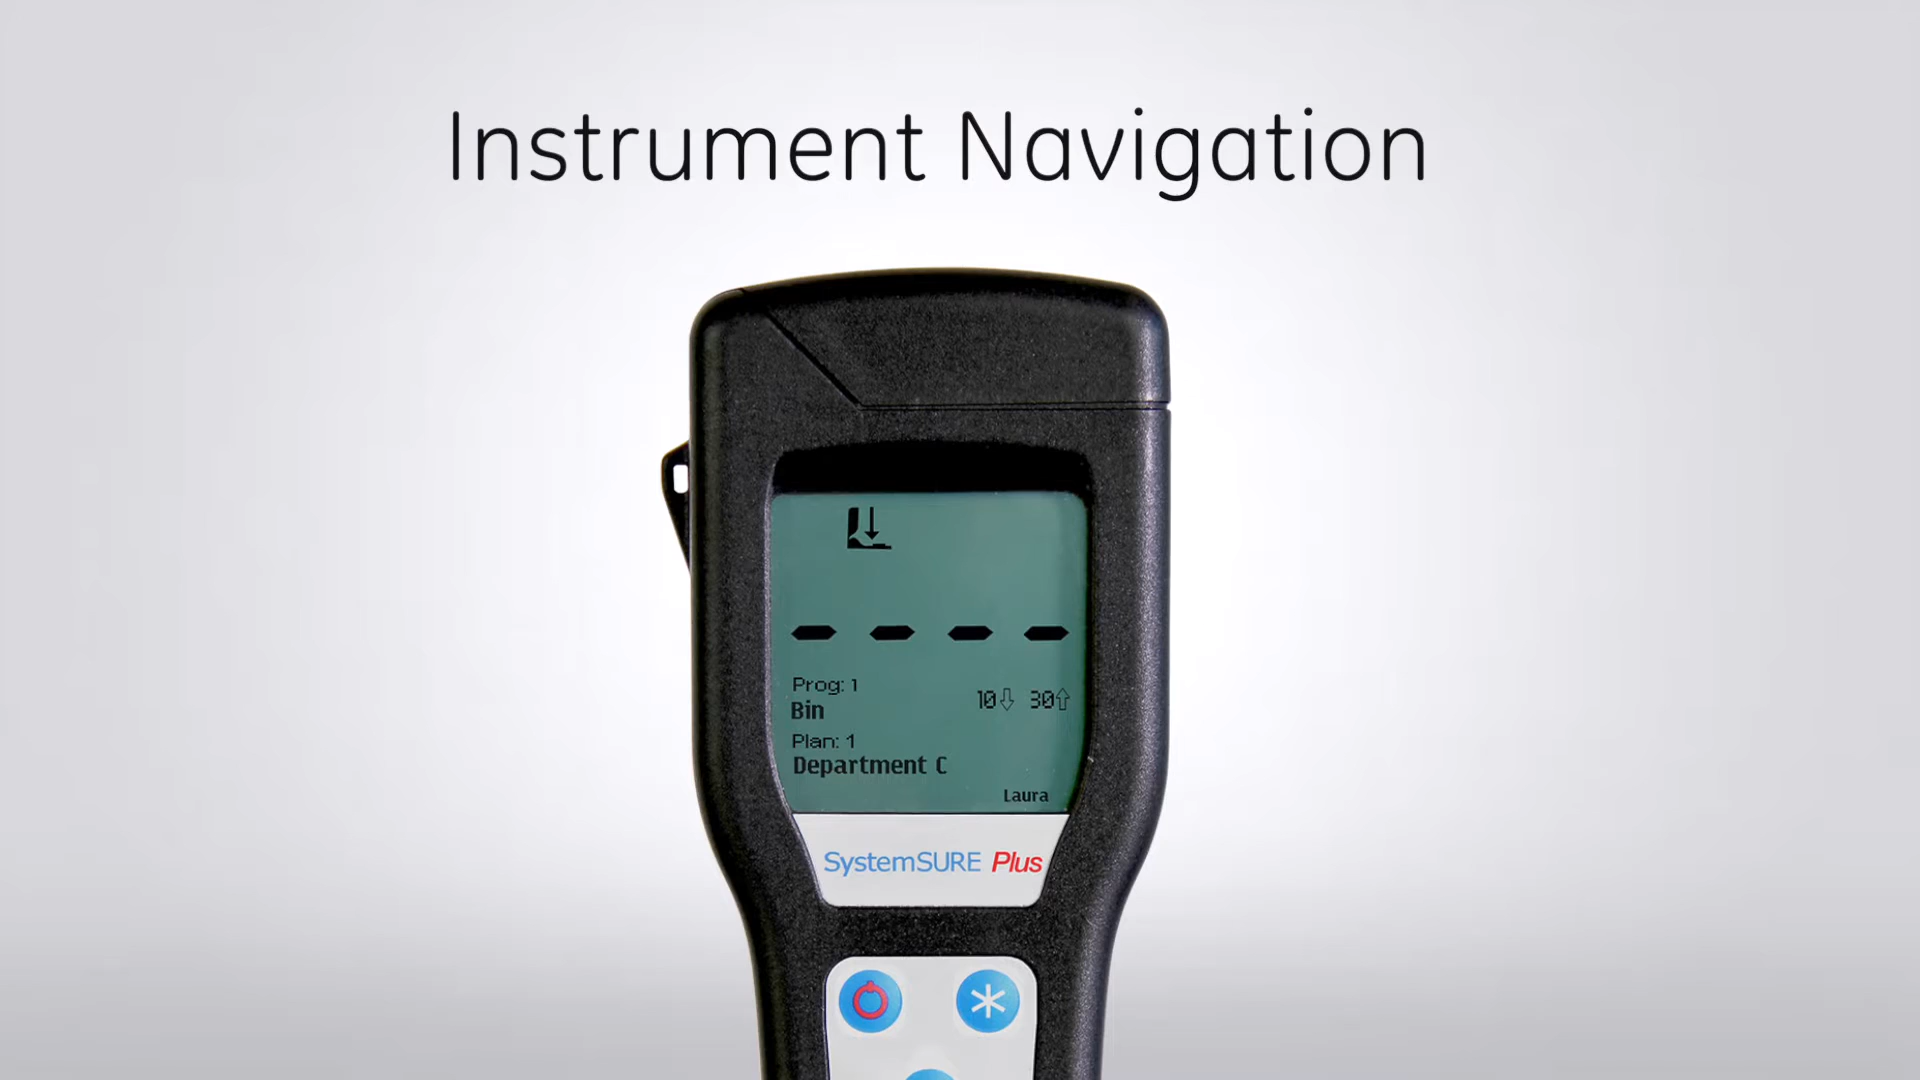 Instrument Navigation
Prog: 1
Bin
10⇩ 30⇧
Plan: 1
Department C
Laura
SystemSURE Plus